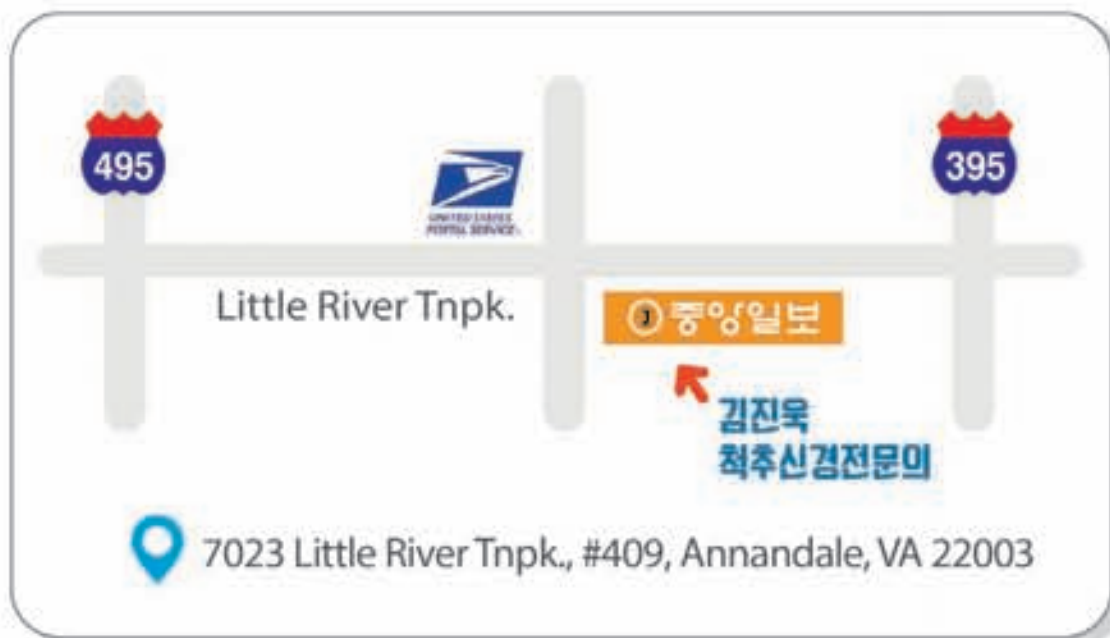 495
395
UNITED STATES
POSTAL SERVICE
Little River Tnpk.
J 중앙일보
김진욱
척추신경전문의
7023 Little River Tnpk., #409, Annandale, VA 22003